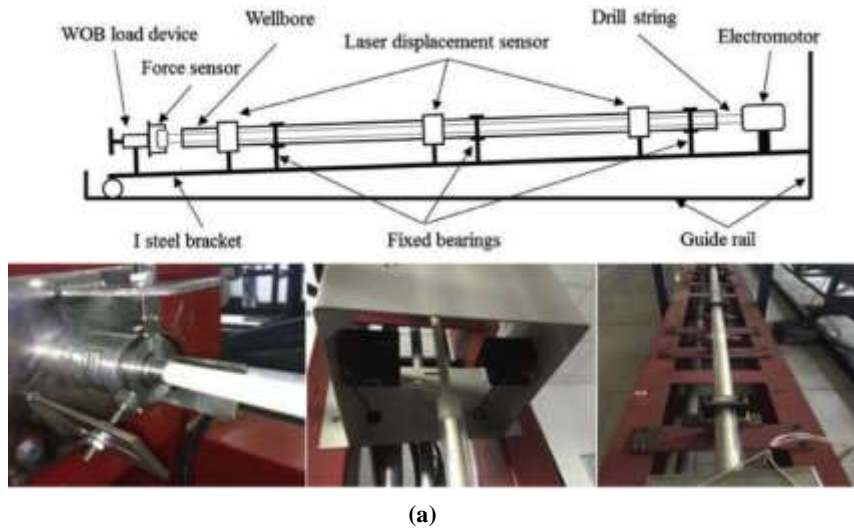 Wellbore
Laser displacement sensor
Drill string
Electromotor
WOB load device
Force sensor
I steel bracket
Fixed bearings
Guide rail
(a)